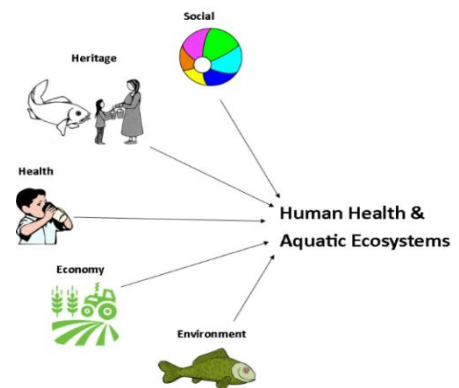 Social
Heritage
Health
Human Health &
Aquatic Ecosystems
Economy
Environment